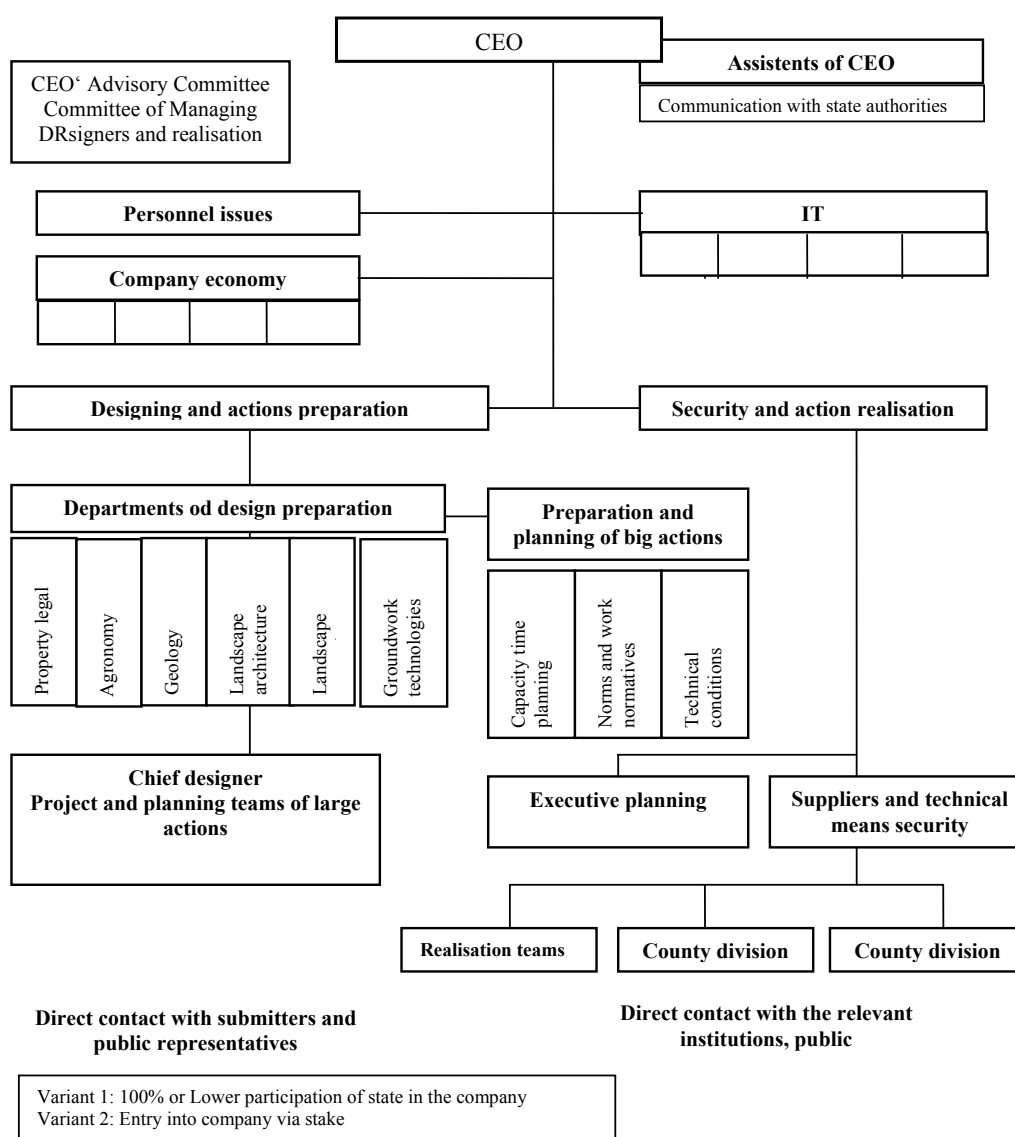 CEO
Assistents of CEO
Communication with state authorities
CEO‘ Advisory Committee
Committee of Managing
DRsigners and realisation
Personnel issues
IT
Company economy
Designing and actions preparation
Security and action realisation
Departments od design preparation
Preparation and
planning of big actions
Property legal
Agronomy
Geology
Landscape
architecture
Landscape
Groundwork
technologies
Capacity time
planning
Norms and work
normatives
Technical
conditions
Chief designer
Project and planning teams of large
actions
Executive planning
Suppliers and technical
means security
Realisation teams
County division
County division
Direct contact with submitters and
public representatives
Direct contact with the relevant
institutions, public
Variant 1: 100% or Lower participation of state in the company
Variant 2: Entry into company via stake